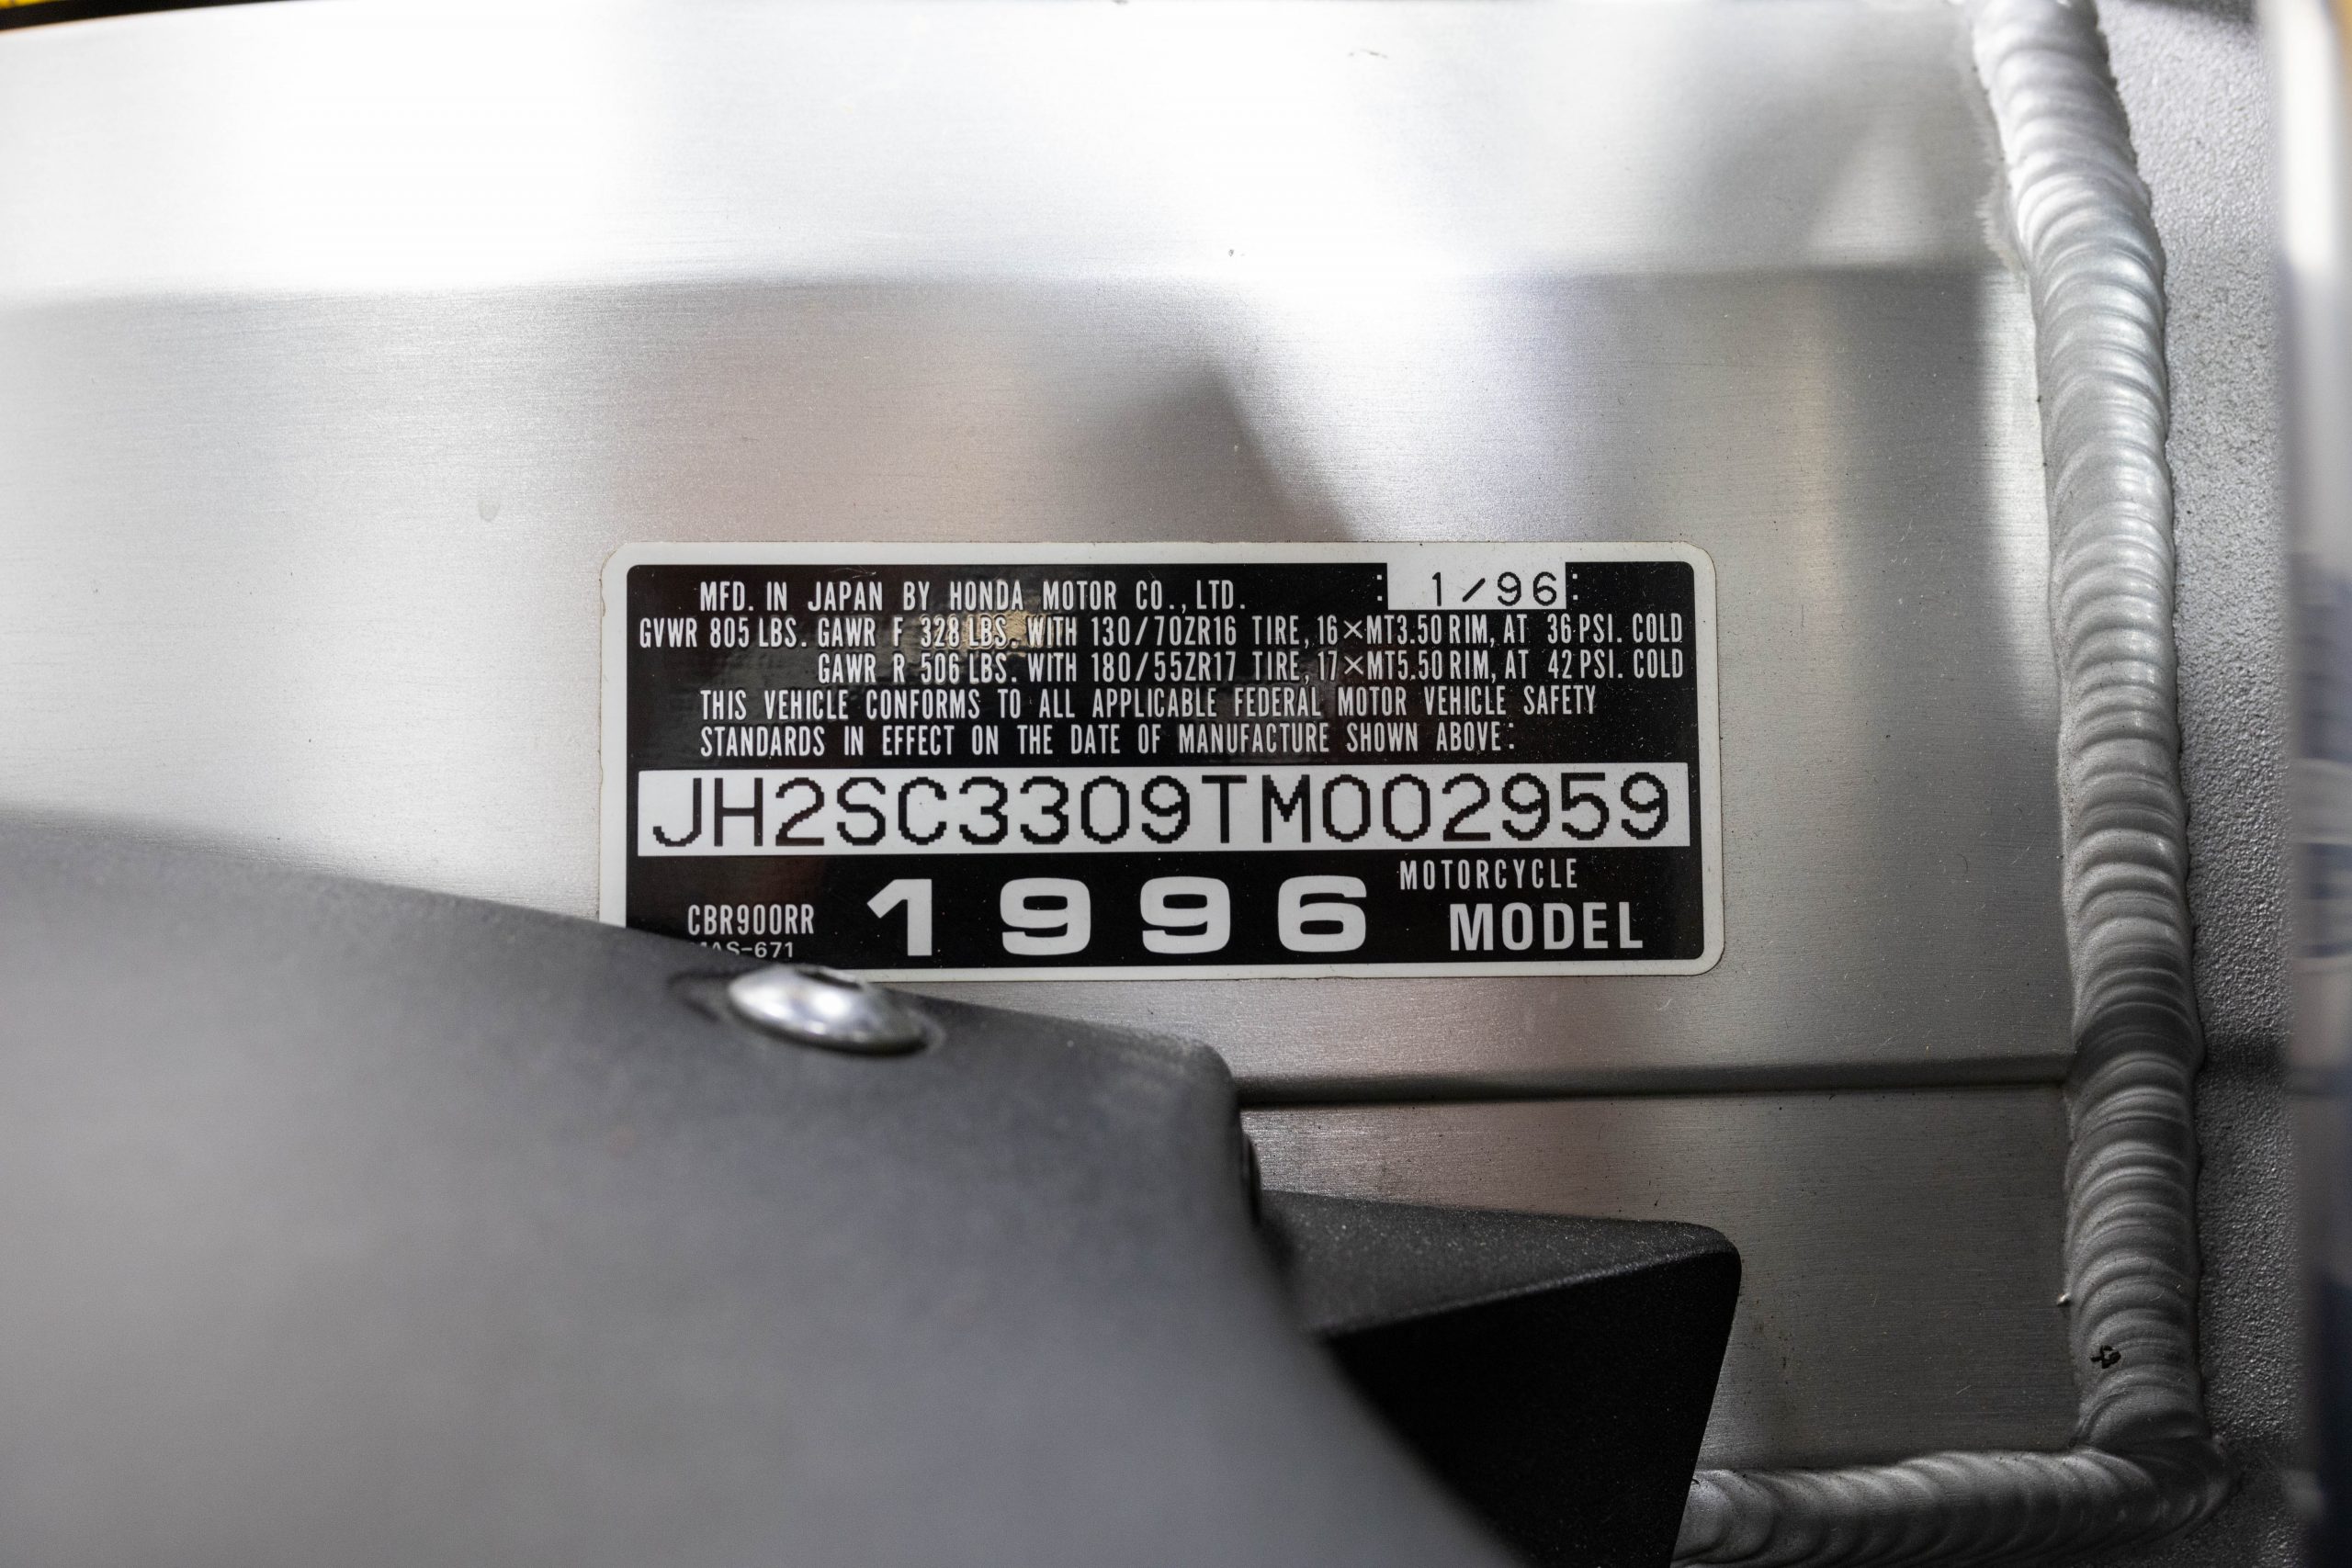 MFD. IN JAPAN BY HONDA MOTOR CO., LTD. : 1/96 :
GVWR 805 LBS. GAWR F 328 LBS. WITH 130/70ZR16 TIRE, 16×MT3.50 RIM, AT 36 PSI. COLD
GAWR R 506 LBS. WITH 180/55ZR17 TIRE, 17×MT5.50 RIM, AT 42 PSI. COLD
THIS VEHICLE CONFORMS TO ALL APPLICABLE FEDERAL MOTOR VEHICLE SAFETY
STANDARDS IN EFFECT ON THE DATE OF MANUFACTURE SHOWN ABOVE:
JH2SC3309TM002959
MOTORCYCLE
CBR900RR 1996 MODEL